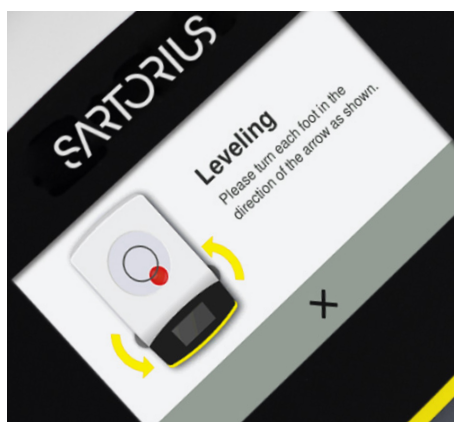 SARTORIUS
Leveling
Please turn each foot in the
direction of the arrow as shown.